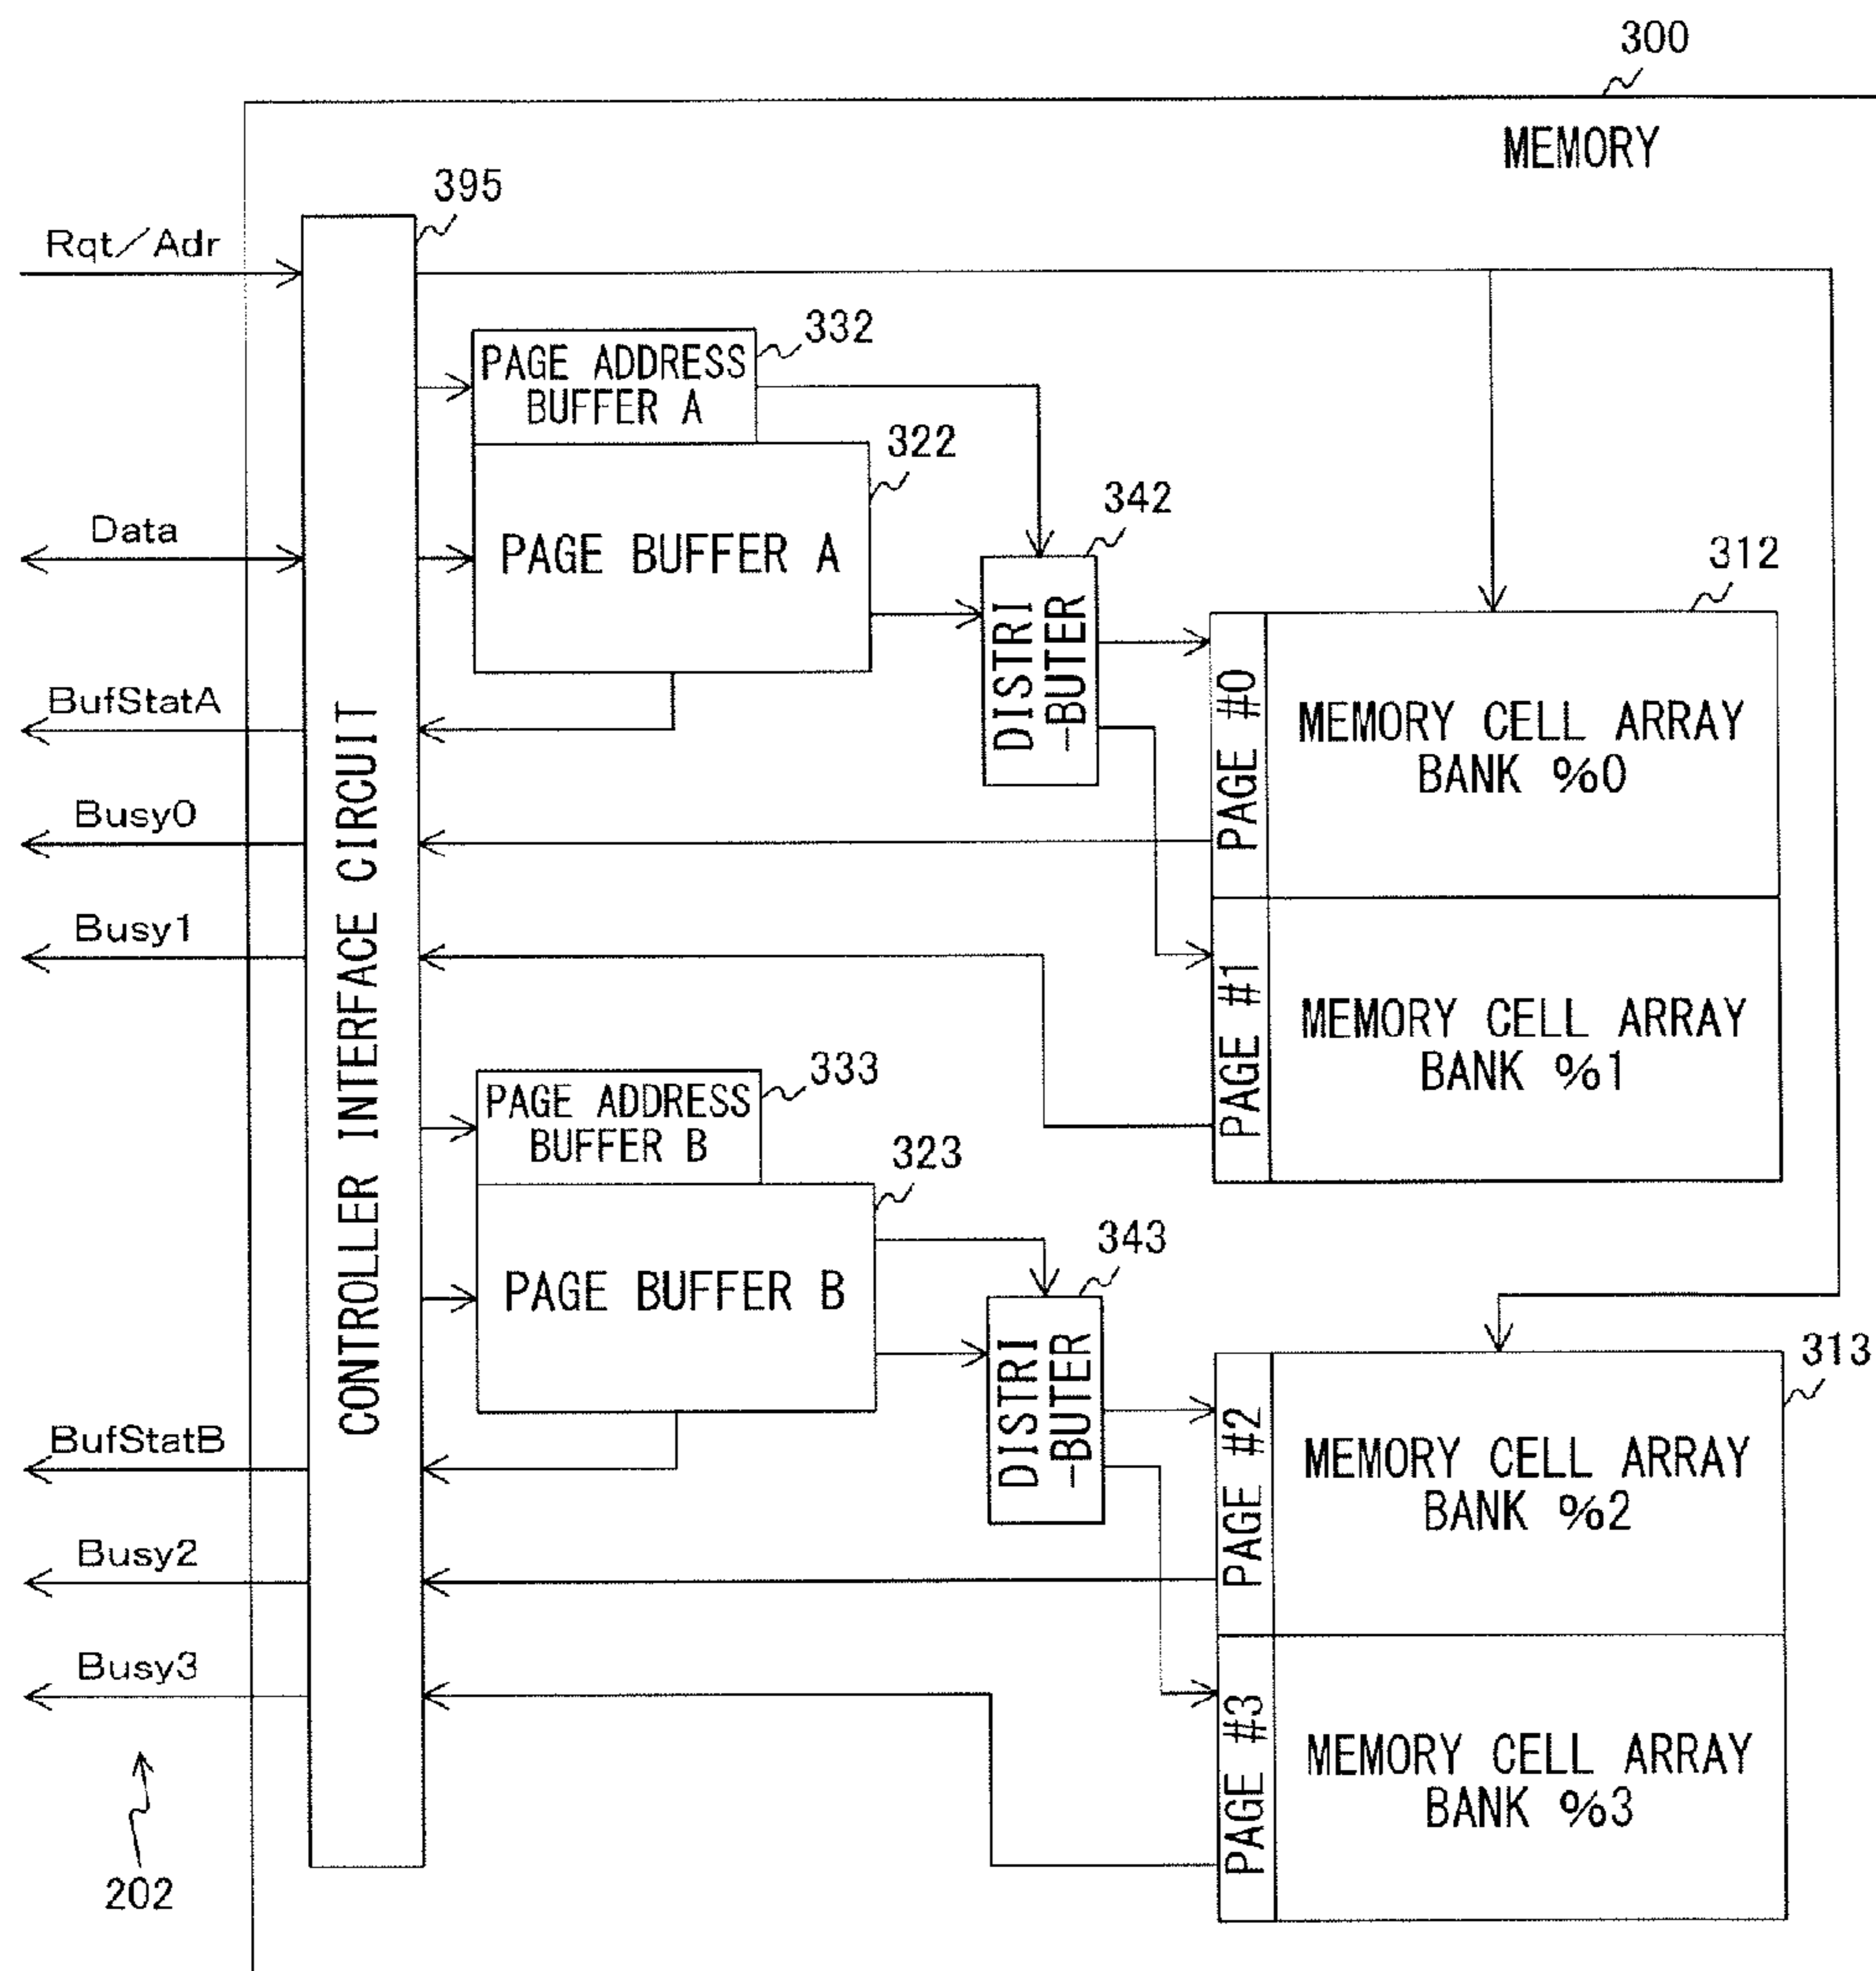 300
MEMORY
395
Rqt/Adr
332
PAGE ADDRESS
BUFFER A
322
342
Data
PAGE BUFFER A
312
DISTRI
-BUTER
BufStatA
PAGE #0
MEMORY CELL ARRAY
BANK %0
Busy0
Busy1
CONTROLLER INTERFACE CIRCUIT
PAGE #1
MEMORY CELL ARRAY
BANK %1
333
PAGE ADDRESS
BUFFER B
323
343
PAGE BUFFER B
313
DISTRI
-BUTER
BufStatB
PAGE #2
MEMORY CELL ARRAY
BANK %2
Busy2
Busy3
PAGE #3
MEMORY CELL ARRAY
BANK %3
202